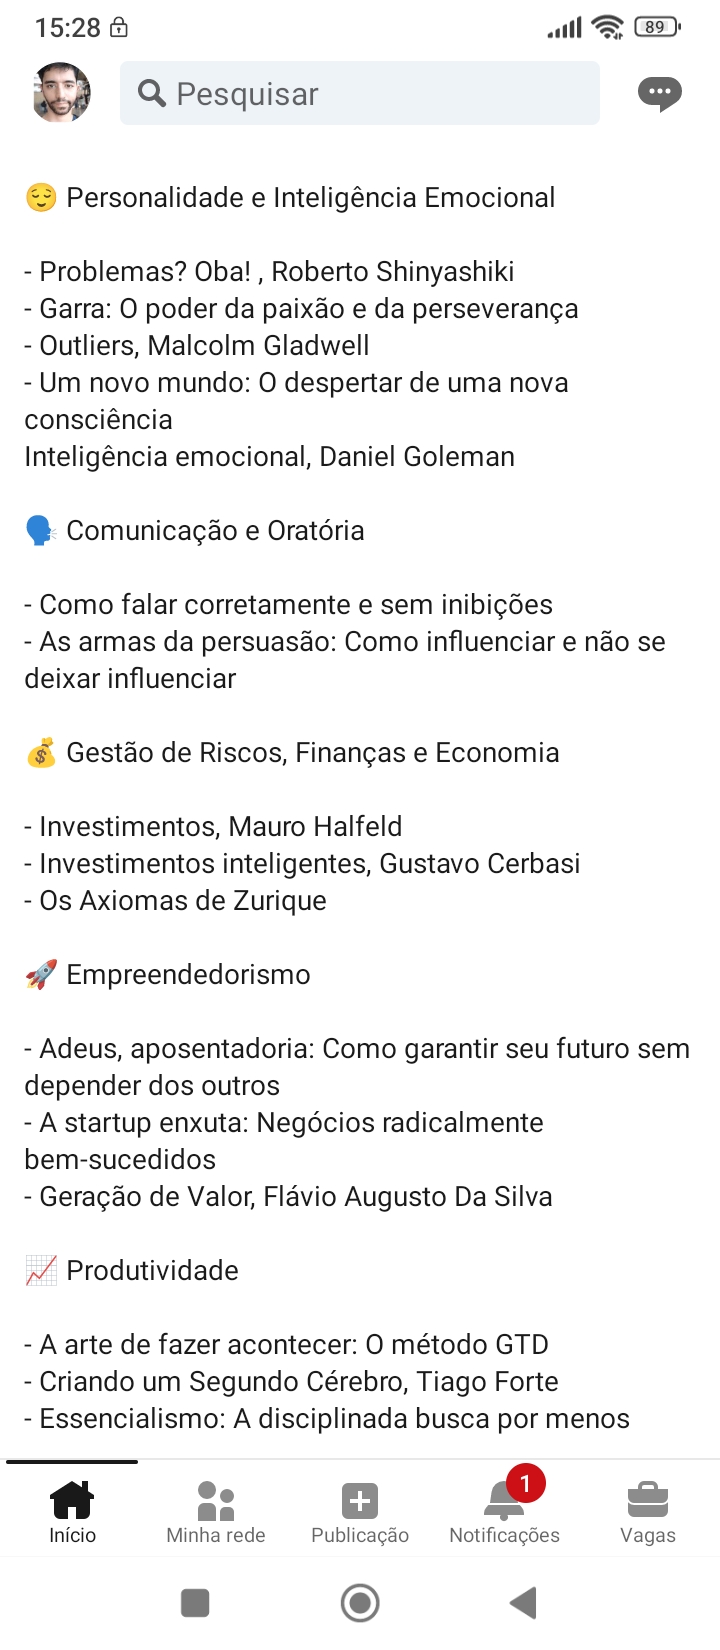 15:28
89
Pesquisar
😌 Personalidade e Inteligência Emocional
- Problemas? Oba! , Roberto Shinyashiki
- Garra: O poder da paixão e da perseverança
- Outliers, Malcolm Gladwell
- Um novo mundo: O despertar de uma nova
consciência
Inteligência emocional, Daniel Goleman
🗣️ Comunicação e Oratória
- Como falar corretamente e sem inibições
- As armas da persuasão: Como influenciar e não se
deixar influenciar
💰 Gestão de Riscos, Finanças e Economia
- Investimentos, Mauro Halfeld
- Investimentos inteligentes, Gustavo Cerbasi
- Os Axiomas de Zurique
🚀 Empreendedorismo
- Adeus, aposentadoria: Como garantir seu futuro sem
depender dos outros
- A startup enxuta: Negócios radicalmente
bem-sucedidos
- Geração de Valor, Flávio Augusto Da Silva
📈 Produtividade
- A arte de fazer acontecer: O método GTD
- Criando um Segundo Cérebro, Tiago Forte
- Essencialismo: A disciplinada busca por menos
1
Início
Minha rede
Publicação
Notificações
Vagas